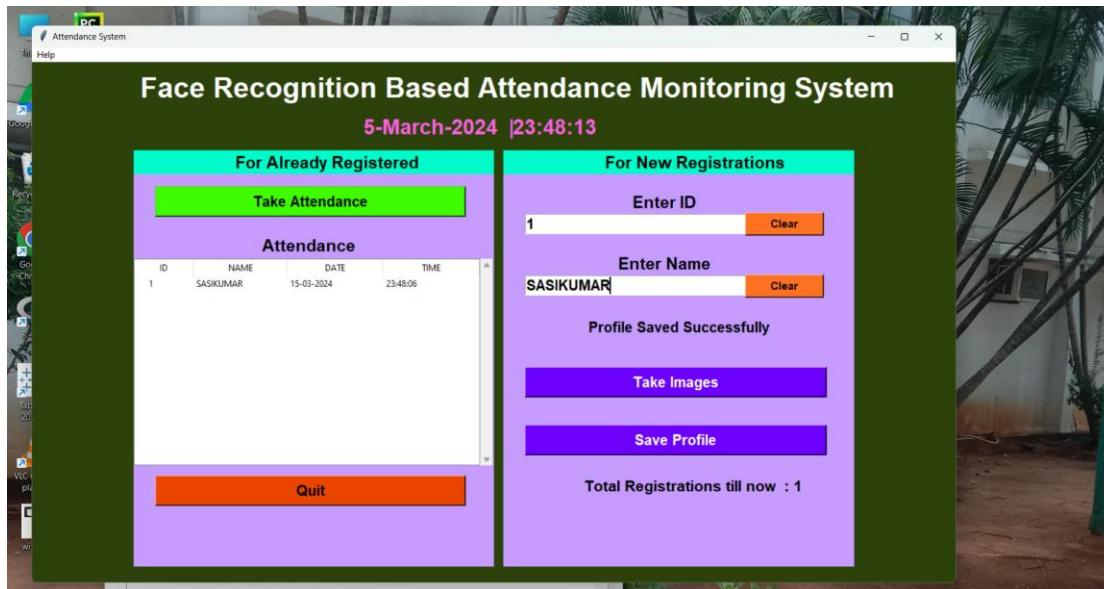 PC
Attendance System
Help
Face Recognition Based Attendance Monitoring System
5-March-2024 |23:48:13
For Already Registered
Take Attendance
Attendance
ID NAME DATE TIME
1 SASIKUMAR 15-03-2024 23:48:06
Quit
For New Registrations
Enter ID
1 Clear
Enter Name
SASIKUMAR Clear
Profile Saved Successfully
Take Images
Save Profile
Total Registrations till now : 1